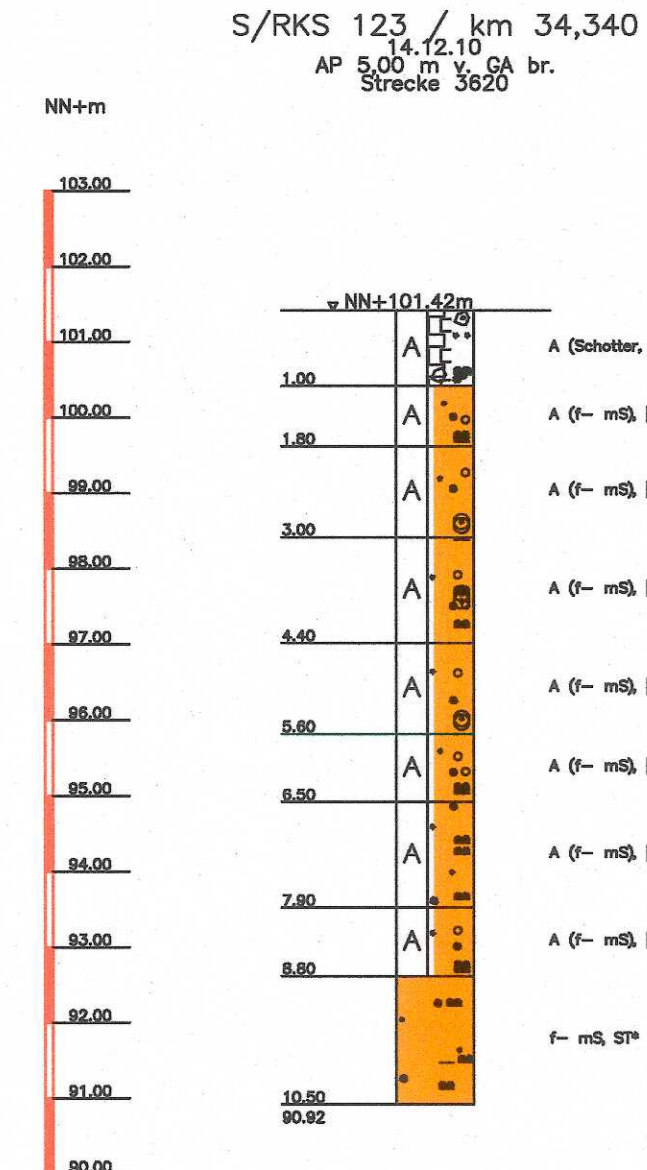 S/RKS 123 / km 34,340
14.12.10
AP 5,00 m v. GA br.
Strecke 3620
NN+m
103.00
102.00
101.00
100.00
99.00
98.00
97.00
96.00
95.00
94.00
93.00
92.00
91.00
90.00
NN+101.42m
A
A (Schotter,
1.00
A
A (f– mS),
1.80
A
A (f– mS),
3.00
A
A (f– mS),
4.40
A
A (f– mS),
5.60
A
A (f– mS),
6.50
A
A (f– mS),
7.90
A
A (f– mS),
8.80
f– mS, ST*
10.50
90.92